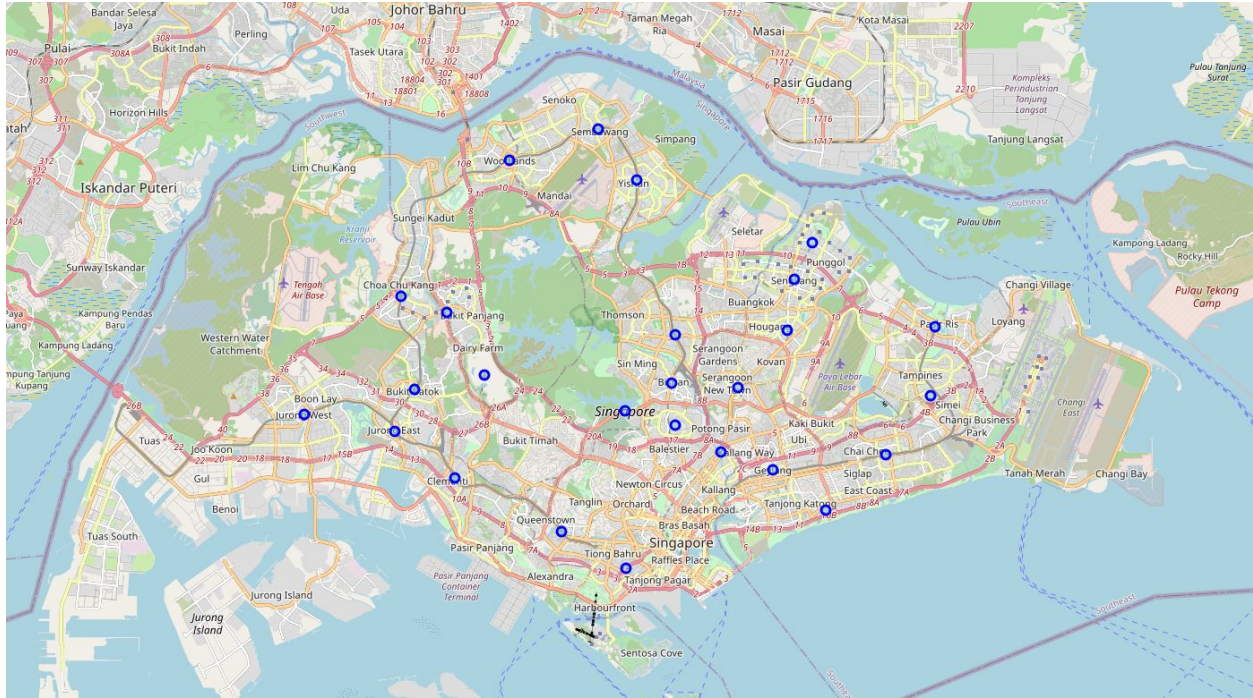 Bandar Selesa
Jaya
Uda
Johor Bahru
Perling
Taman Megah
Ria
Masai
Kota Masai
Pulai
Bukit Indah
Tasek Utara
Pasir Gudang
Pulau Tanjung
Surat
Kompleks
Perindustrian
Tanjung
Langsat
Horizon Hills
Senoko
Malaysia
Singapore
Southwest
Sembawang
Simpang
Tanjung Langsat
Woodlands
Lim Chu Kang
Iskandar Puteri
Yishun
Mandai
Southeast
Sungei Kadut
Seletar
Pulau Ubin
Kranji
Reservoir
Punggol
Kampong Ladang
Rocky Hill
Sunway Iskandar
Tengah
Air Base
Choa Chu Kang
Sengkang
Changi Village
Pulau Tekong
Camp
Kampung Pendas
Baru
Buangkok
Bukit Panjang
Thomson
Hougang
Pasir Ris
Loyang
Western Water
Catchment
Kampung Ladang
Dairy Farm
Serangoon
Gardens
Kovan
Sin Ming
Paya Lebar
Air Base
Tampines
Bukit Batok
Bishan
Serangoon
New Town
Boon Lay
Simei
Changi
East
Jurong West
Singapore
Changi Business
Park
Jurong East
Bukit Timah
Potong Pasir
Kaki Bukit
Ubi
Tuas
Joo Koon
Balestier
Kallang Way
Chai Chee
Gul
Clementi
Newton Circus
Geylang
Siglap
Tanah Merah
Changi Bay
Kallang
East Coast
Benoi
Tanglin
Orchard
Beach Road
Tanjong Katong
Queenstown
Bras Basah
Tuas South
Pasir Panjang
Singapore
Tiong Bahru
Raffles Place
Alexandra
Tanjong Pagar
Pasir Panjang
Container
Terminal
Jurong Island
Harbourfront
Southeast
Jurong
Island
Sentosa Cove